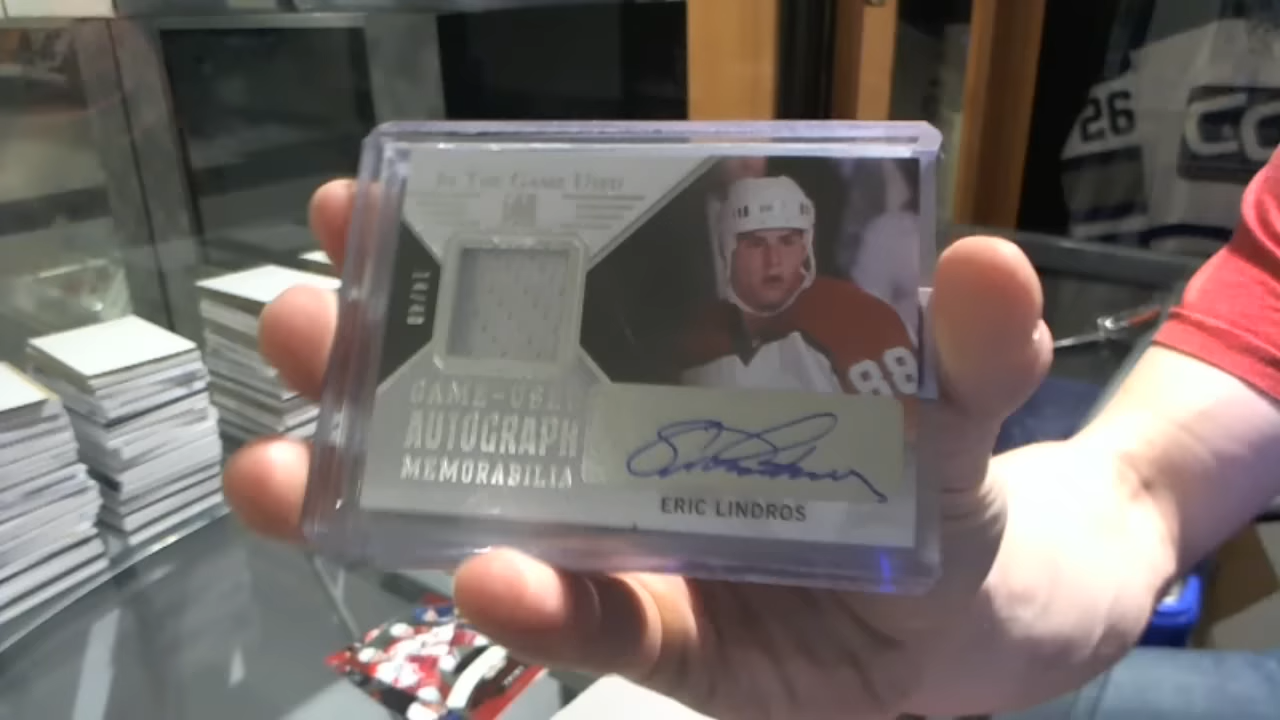 IN THE GAME USED
GAME-USED
AUTOGRAPH
MEMORABILIA
ERIC LINDROS
88
26